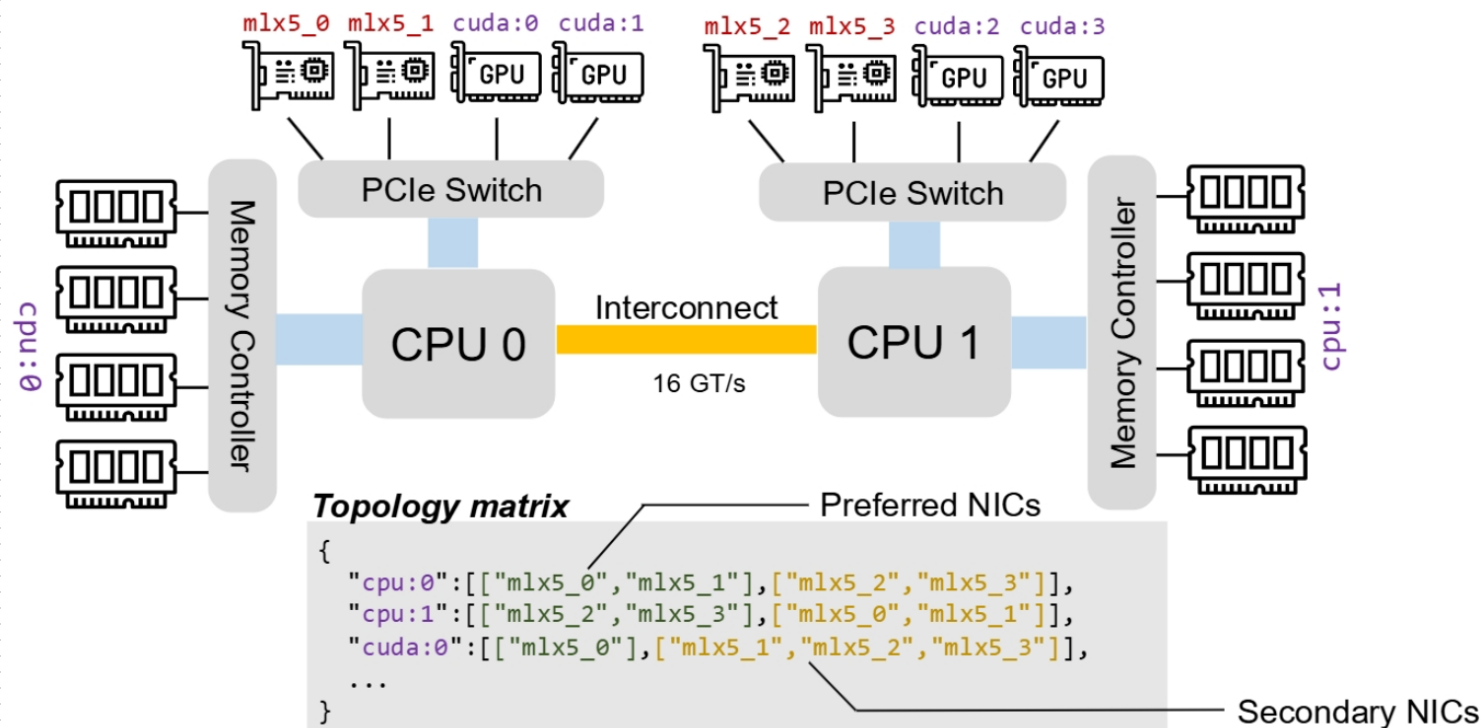 mlx5_0 mlx5_1 cuda:0 cuda:1
mlx5_2 mlx5_3 cuda:2 cuda:3
GPU
GPU
GPU
GPU
PCIe Switch
PCIe Switch
cpu:0
Memory Controller
CPU 0
Interconnect
16 GT/s
CPU 1
Memory Controller
cpu:1
Topology matrix
Preferred NICs
{
"cpu:0":[["mlx5_0","mlx5_1"],["mlx5_2","mlx5_3"]],
"cpu:1":[["mlx5_2","mlx5_3"],["mlx5_0","mlx5_1"]],
"cuda:0":[["mlx5_0"],["mlx5_1","mlx5_2","mlx5_3"]],
...
}
Secondary NICs